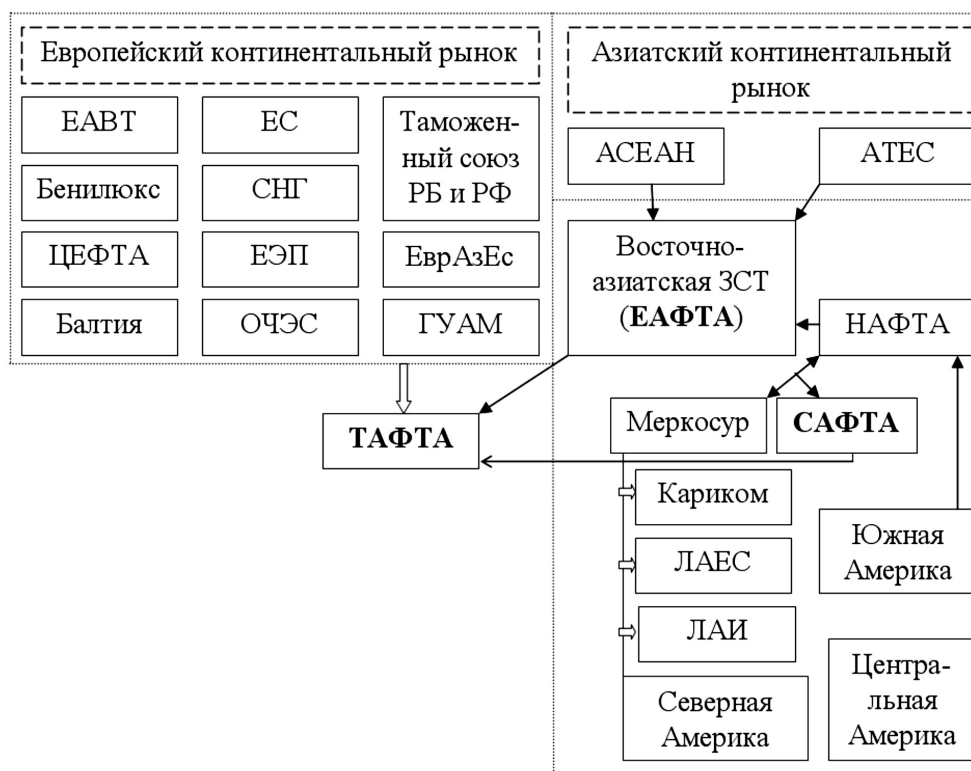 Европейский континентальный рынок
ЕАВТ
ЕС
Таможен-
ный союз
РБ и РФ
Бенилюкс
СНГ
ЦЕФТА
ЕЭП
ЕврАзЕс
Балтия
ОЧЭС
ГУАМ
Азиатский континентальный
рынок
АСЕАН
АТЕС
Восточно-
азиатская ЗСТ
(ЕАФТА)
НАФТА
ТАФТА
Меркосур
САФТА
Кариком
ЛАЕС
ЛАИ
Южная
Америка
Северная
Америка
Центра-
льная
Америка